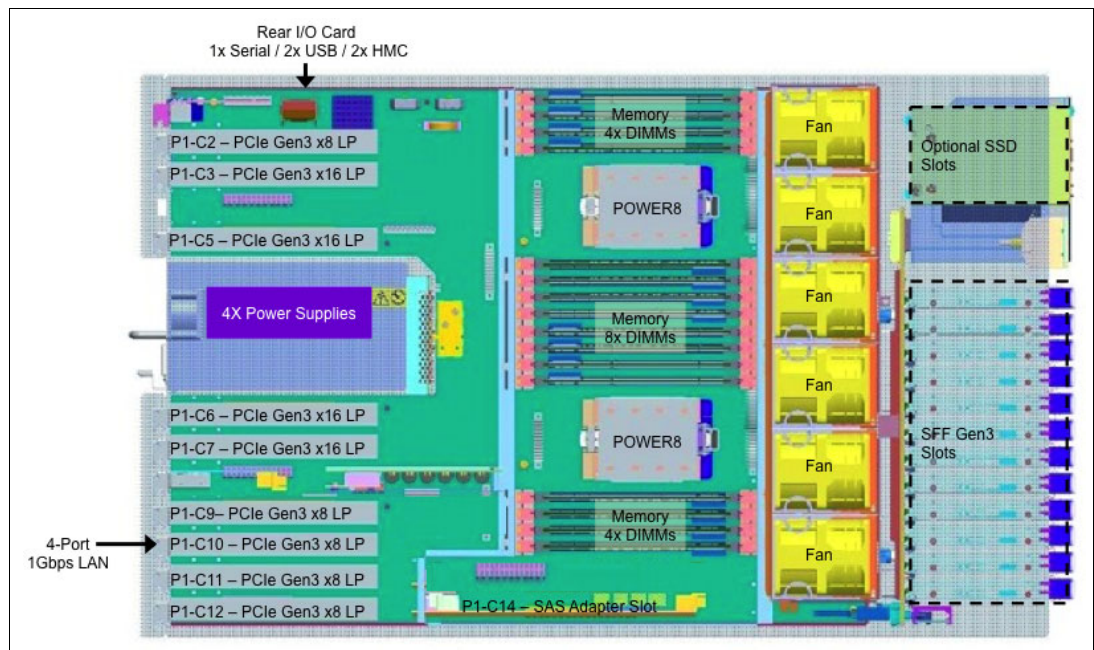 Rear I/O Card
1x Serial / 2x USB / 2x HMC
P1-C2 – PCIe Gen3 x8 LP
P1-C3 – PCIe Gen3 x16 LP
P1-C5 – PCIe Gen3 x16 LP
4X Power Supplies
P1-C6 – PCIe Gen3 x16 LP
P1-C7 – PCIe Gen3 x16 LP
P1-C9– PCIe Gen3 x8 LP
4-Port
1Gbps LAN
P1-C10 – PCIe Gen3 x8 LP
P1-C11 – PCIe Gen3 x8 LP
P1-C12 – PCIe Gen3 x8 LP
Memory
4x DIMMs
POWER8
Memory
8x DIMMs
POWER8
Memory
4x DIMMs
P1-C14 – SAS Adapter Slot
Fan
Fan
Fan
Fan
Fan
Fan
Optional SSD
Slots
SFF Gen3
Slots